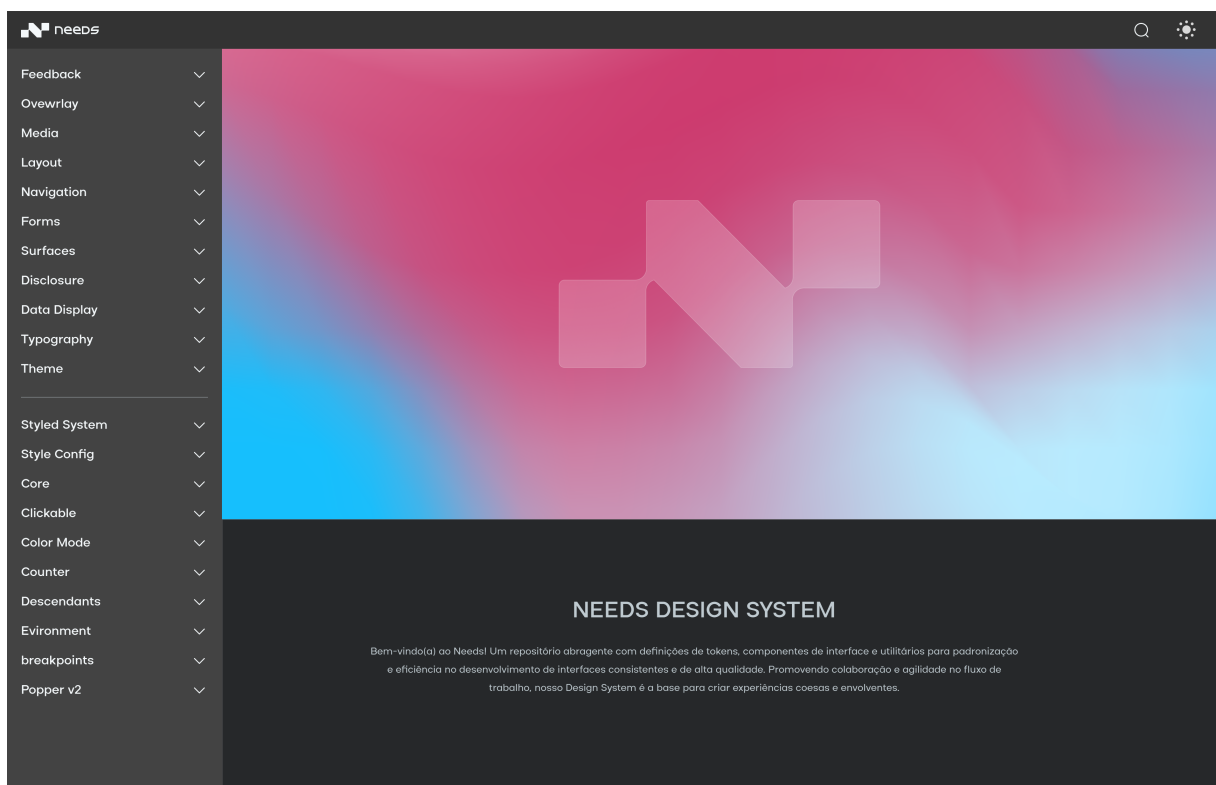 needs
Feedback
Ovewrlay
Media
Layout
Navigation
Forms
Surfaces
Disclosure
Data Display
Typography
Theme
Styled System
Style Config
Core
Clickable
Color Mode
Counter
Descendants
Evironment
breakpoints
Popper v2
NEEDS DESIGN SYSTEM
Bem-vindo(a) ao Needs! Um repositório abragente com definições de tokens, componentes de interface e utilitários para padronização
e eficiência no desenvolvimento de interfaces consistentes e de alta qualidade. Promovendo colaboração e agilidade no fluxo de
trabalho, nosso Design System é a base para criar experiências coesas e envolventes.